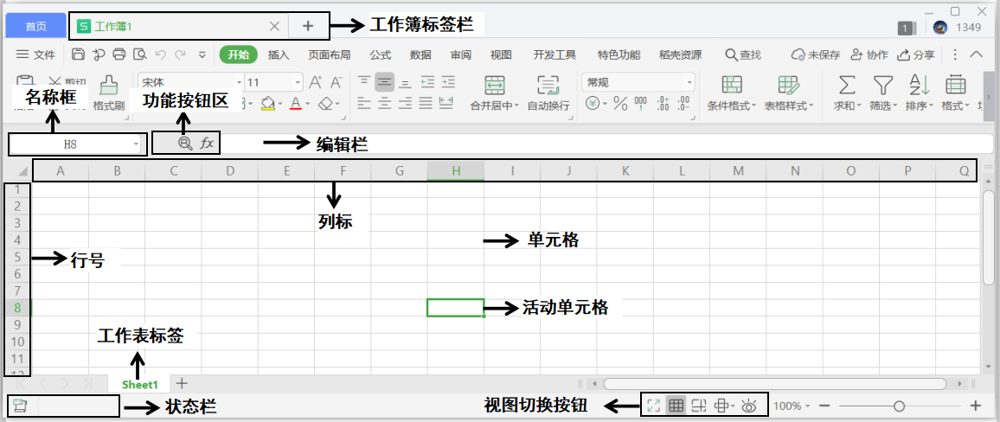 首页 工作簿1 工作簿标签栏 1 1349
文件 开始 插入 页面布局 公式 数据 审阅 视图 开发工具 特色功能 稻壳资源 查找 未保存 协作 分享
剪切 宋体 11 常规
名称框 格式刷 功能按钮区 合并居中 自动换行 条件格式 表格样式 求和 筛选 排序 格式
H8 fx 编辑栏
A B C D E F G H I J K L M N O P Q
1
2
3 列标
4 单元格
5 行号
6
7
8 活动单元格
9
10 工作表标签
11
12
Sheet1
状态栏 视图切换按钮 100%